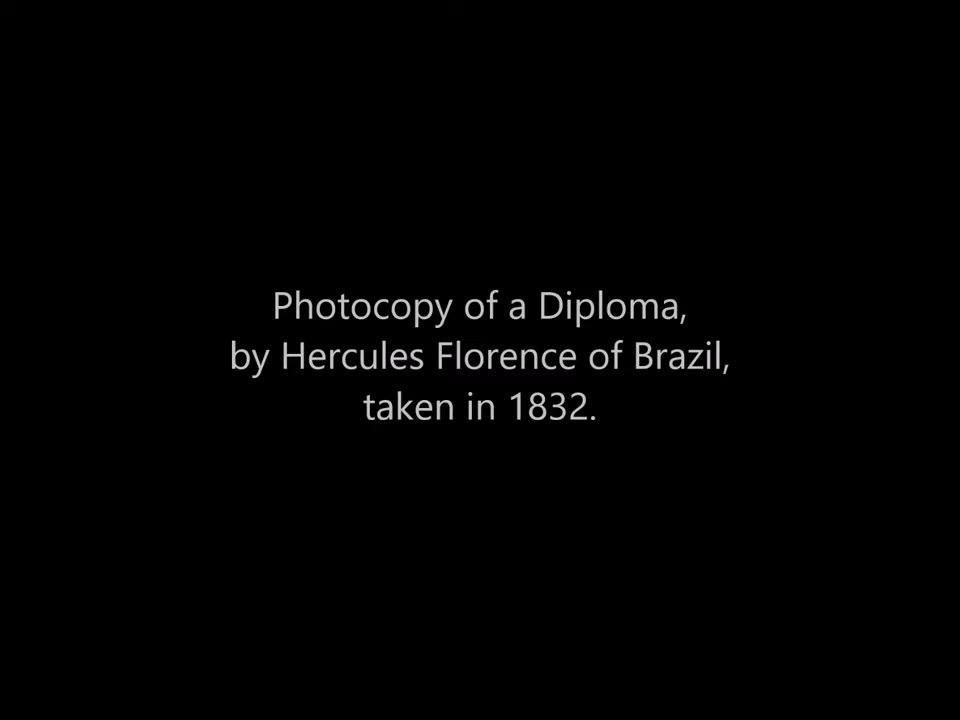 Photocopy of a Diploma,
by Hercules Florence of Brazil,
taken in 1832.